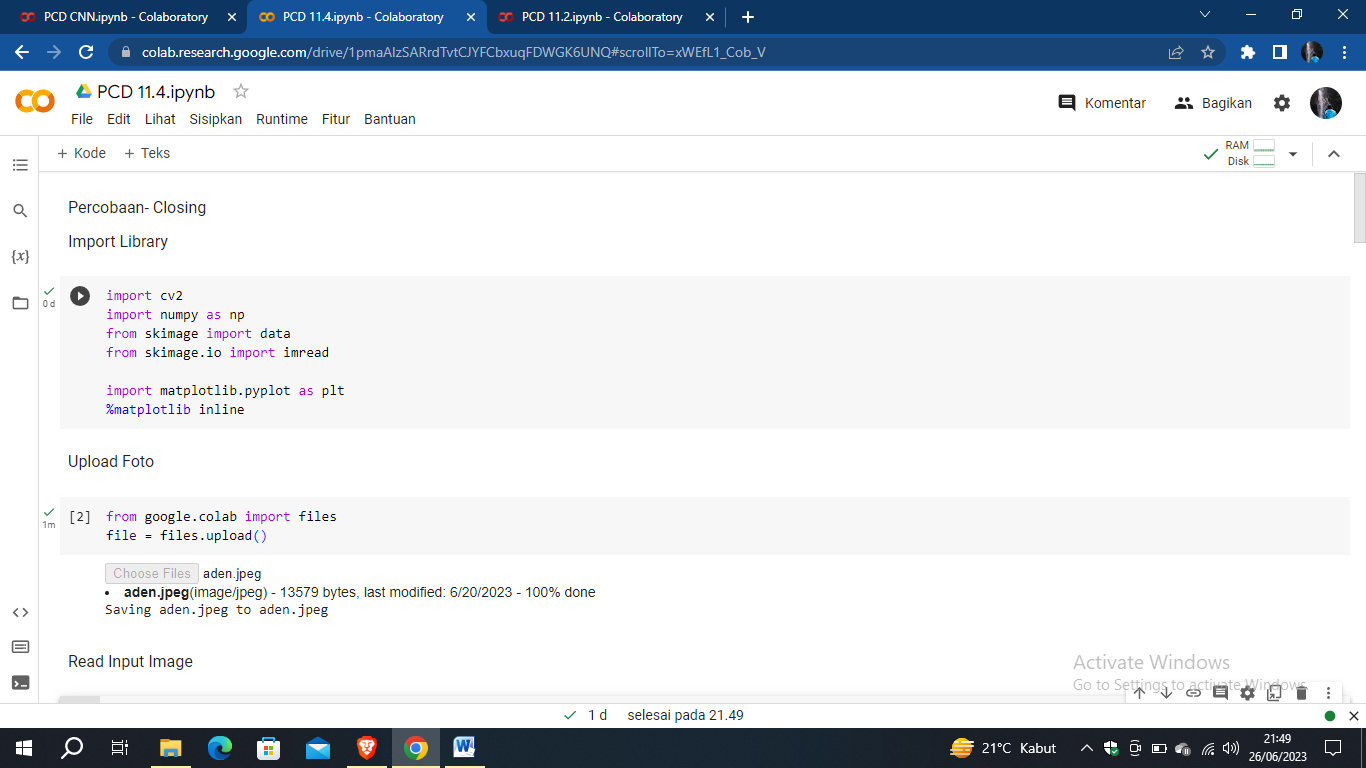 PCD CNN.ipynb - Colaboratory
PCD 11.4.ipynb - Colaboratory
PCD 11.2.ipynb - Colaboratory
colab.research.google.com/drive/1pmaAIzSARrdTvtCJYFCbxuqFDWGK6UNQ#scrollTo=xWEfL1_Cob_V
PCD 11.4.ipynb
File Edit Lihat Sisipkan Runtime Fitur Bantuan
Komentar
Bagikan
+ Kode + Teks
RAM
Disk
Percobaan- Closing
Import Library
{x}
0 d
import cv2
import numpy as np
from skimage import data
from skimage.io import imread
import matplotlib.pyplot as plt
%matplotlib inline
Upload Foto
1m
[2] from google.colab import files
file = files.upload()
Choose Files aden.jpeg
• aden.jpeg(image/jpeg) - 13579 bytes, last modified: 6/20/2023 - 100% done
Saving aden.jpeg to aden.jpeg
Read Input Image
Activate Windows
Go to Settings to activate Windows.
1 d selesai pada 21.49
21°C Kabut
21:49
26/06/2023